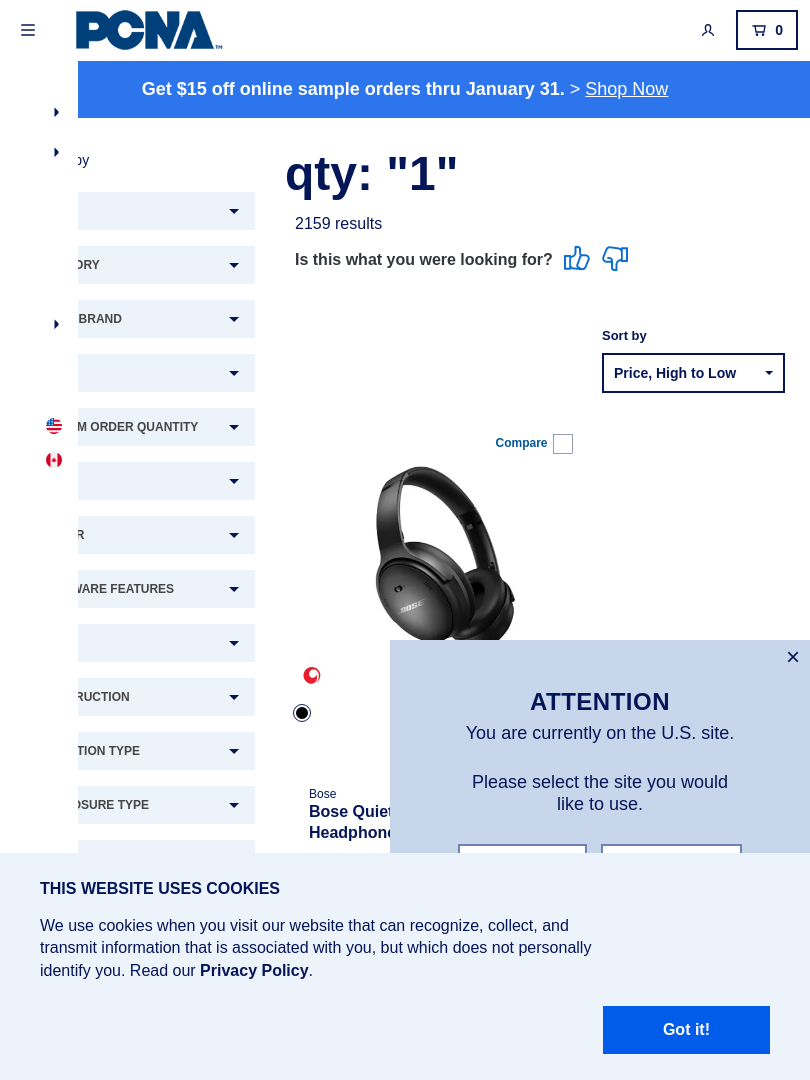 PCNA™
0
Get $15 off online sample orders thru January 31. > Shop Now
by
qty: "1"
2159 results
Is this what you were looking for?
ORY
BRAND
Sort by
Price, High to Low
M ORDER QUANTITY
Compare
R
WARE FEATURES
BOSE
RUCTION
TION TYPE
OSURE TYPE
Bose
Bose Quiet
Headphone
×
ATTENTION
You are currently on the U.S. site.
Please select the site you would
like to use.
THIS WEBSITE USES COOKIES
We use cookies when you visit our website that can recognize, collect, and
transmit information that is associated with you, but which does not personally
identify you. Read our Privacy Policy.
Got it!